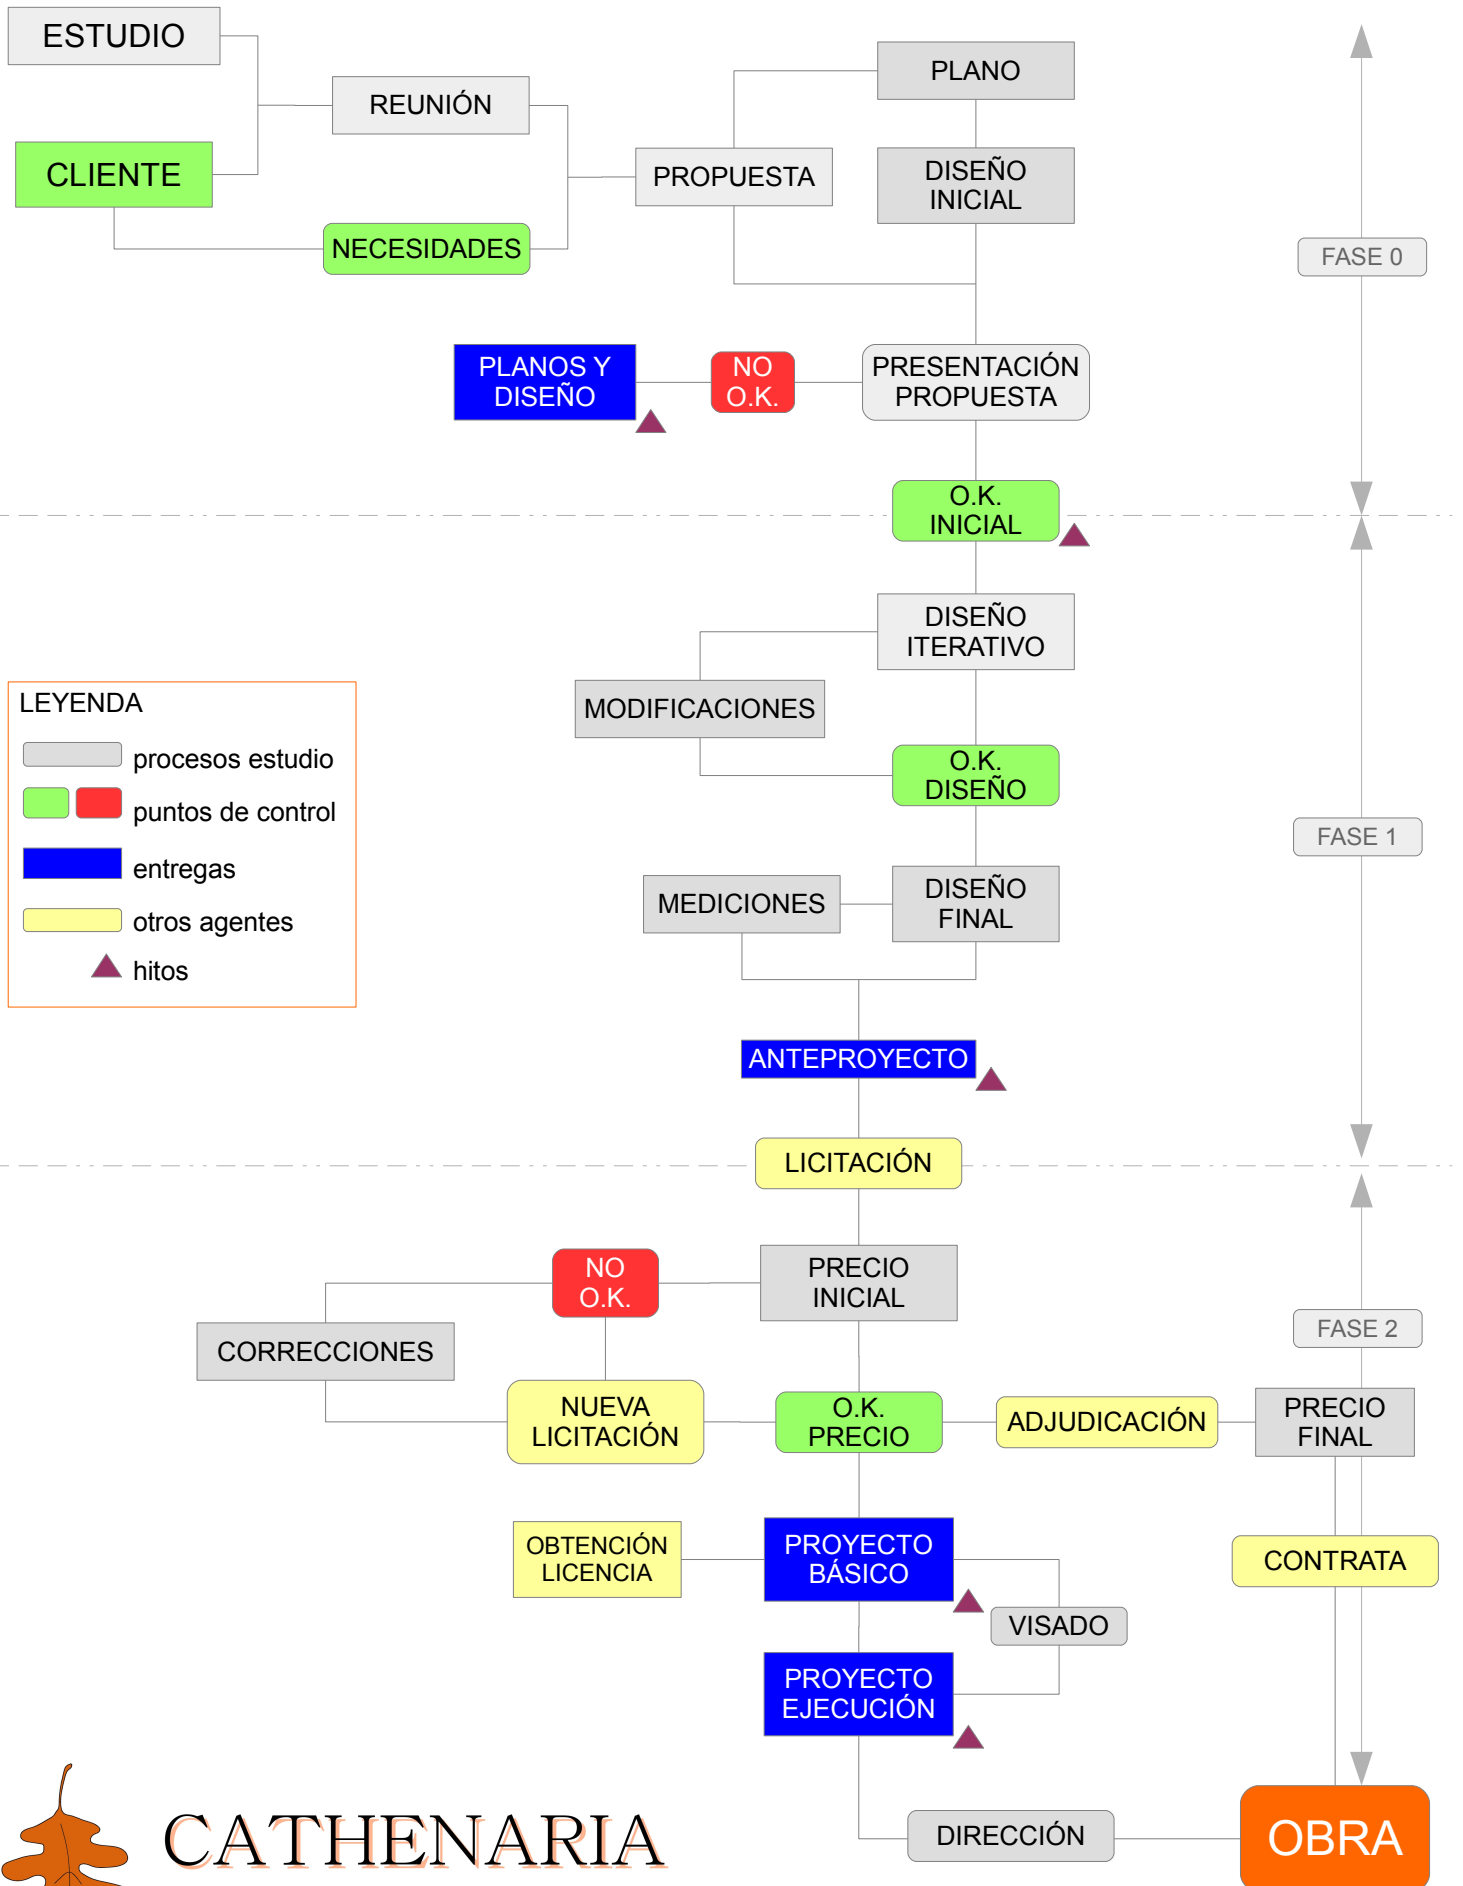 ESTUDIO
PLANO
REUNIÓN
CLIENTE
PROPUESTA
DISEÑO
INICIAL
NECESIDADES
FASE 0
PLANOS Y
DISEÑO
NO
O.K.
PRESENTACIÓN
PROPUESTA
O.K.
INICIAL
DISEÑO
ITERATIVO
MODIFICACIONES
O.K.
DISEÑO
FASE 1
MEDICIONES
DISEÑO
FINAL
LEYENDA
procesos estudio
puntos de control
entregas
otros agentes
hitos
ANTEPROYECTO
LICITACIÓN
NO
O.K.
PRECIO
INICIAL
FASE 2
CORRECCIONES
NUEVA
LICITACIÓN
O.K.
PRECIO
ADJUDICACIÓN
PRECIO
FINAL
OBTENCIÓN
LICENCIA
PROYECTO
BÁSICO
CONTRATA
VISADO
PROYECTO
EJECUCIÓN
DIRECCIÓN
OBRA
CATHENARIA